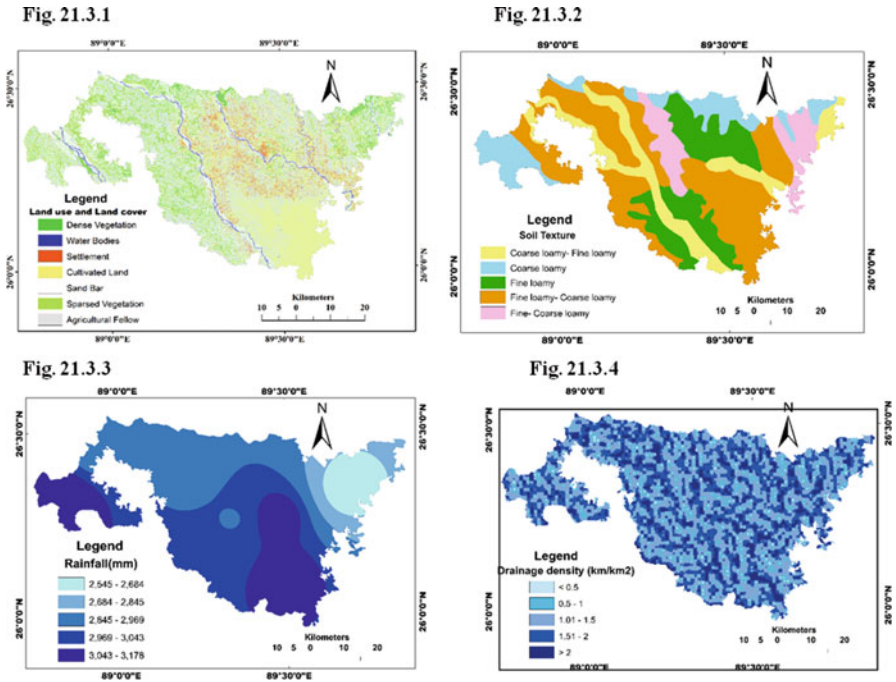 Fig. 21.3.1
89°0'0"E 89°30'0"E
26°30'0"N 26°30'0"N
N
Legend
Land use and Land cover
Dense Vegetation
Water Bodies
Settlement
Cultivated Land
Sand Bar
Sparsed Vegetation
Agricultural Fellow
26°0'0"N 26°0'0"N
Kilometers
10 5 0 10 20
89°0'0"E 89°30'0"E
Fig. 21.3.2
89°0'0"E 89°30'0"E
26°30'0"N 26°30'0"N
N
Legend
Soil Texture
Coarse loamy- Fine loamy
Coarse loamy
Fine loamy
Fine loamy- Coarse loamy
Fine- Coarse loamy
26°0'0"N 26°0'0"N
Kilometers
10 5 0 10 20
89°0'0"E 89°30'0"E
Fig. 21.3.3
89°0'0"E 89°30'0"E
26°30'0"N 26°30'0"N
N
Legend
Rainfall(mm)
2,545 - 2,684
2,684 - 2,845
2,845 - 2,969
2,969 - 3,043
3,043 - 3,178
26°0'0"N 26°0'0"N
Kilometers
10 5 0 10 20
89°0'0"E 89°30'0"E
Fig. 21.3.4
89°0'0"E 89°30'0"E
26°30'0"N 26°30'0"N
N
Legend
Drainage density (km/km2)
< 0.5
0.5 - 1
1.01 - 1.5
1.51 - 2
> 2
26°0'0"N 26°0'0"N
Kilometers
10 5 0 10 20
89°0'0"E 89°30'0"E